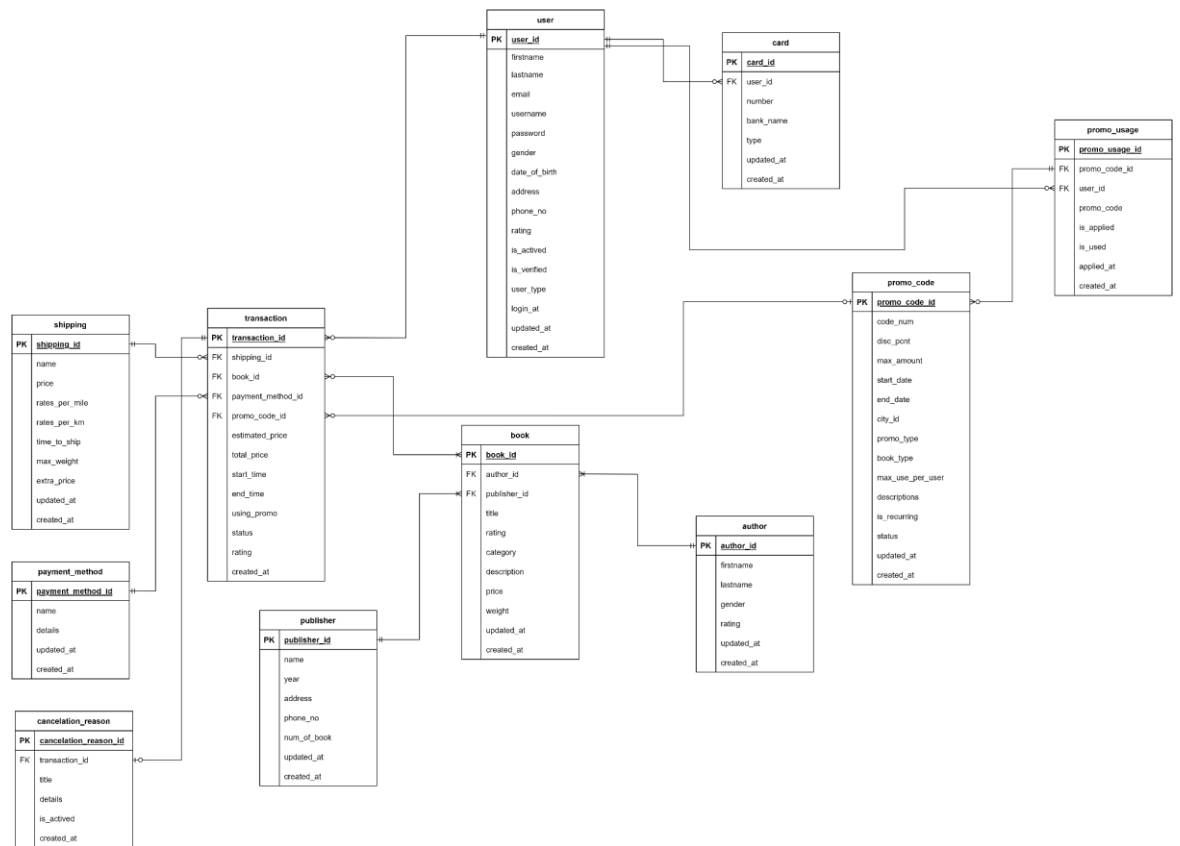 user
PK user_id
firstname
lastname
email
username
password
gender
date_of_birth
address
phone_no
rating
is_actived
is_verified
user_type
login_at
updated_at
created_at
card
PK card_id
FK user_id
number
bank_name
type
updated_at
created_at
promo_usage
PK promo_usage_id
FK promo_code_id
FK user_id
promo_code
is_applied
is_used
applied_at
created_at
promo_code
PK promo_code_id
code_num
disc_pcnt
max_amount
start_date
end_date
city_id
promo_type
book_type
max_use_per_user
descriptions
is_recurring
status
updated_at
created_at
shipping
PK shipping_id
name
price
rates_per_mile
rates_per_km
time_to_ship
max_weight
extra_price
updated_at
created_at
transaction
PK transaction_id
FK shipping_id
FK book_id
FK payment_method_id
FK promo_code_id
estimated_price
total_price
start_time
end_time
using_promo
status
rating
created_at
book
PK book_id
FK author_id
FK publisher_id
title
rating
category
description
price
weight
updated_at
created_at
author
PK author_id
firstname
lastname
gender
rating
updated_at
created_at
payment_method
PK payment_method_id
name
details
updated_at
created_at
publisher
PK publisher_id
name
year
address
phone_no
num_of_book
updated_at
created_at
cancelation_reason
PK cancelation_reason_id
FK transaction_id
title
details
is_actived
created_at